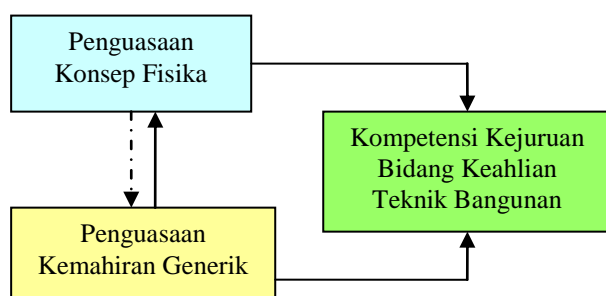 Penguasaan
Konsep Fisika
Kompetensi Kejuruan
Bidang Keahlian
Teknik Bangunan
Penguasaan
Kemahiran Generik